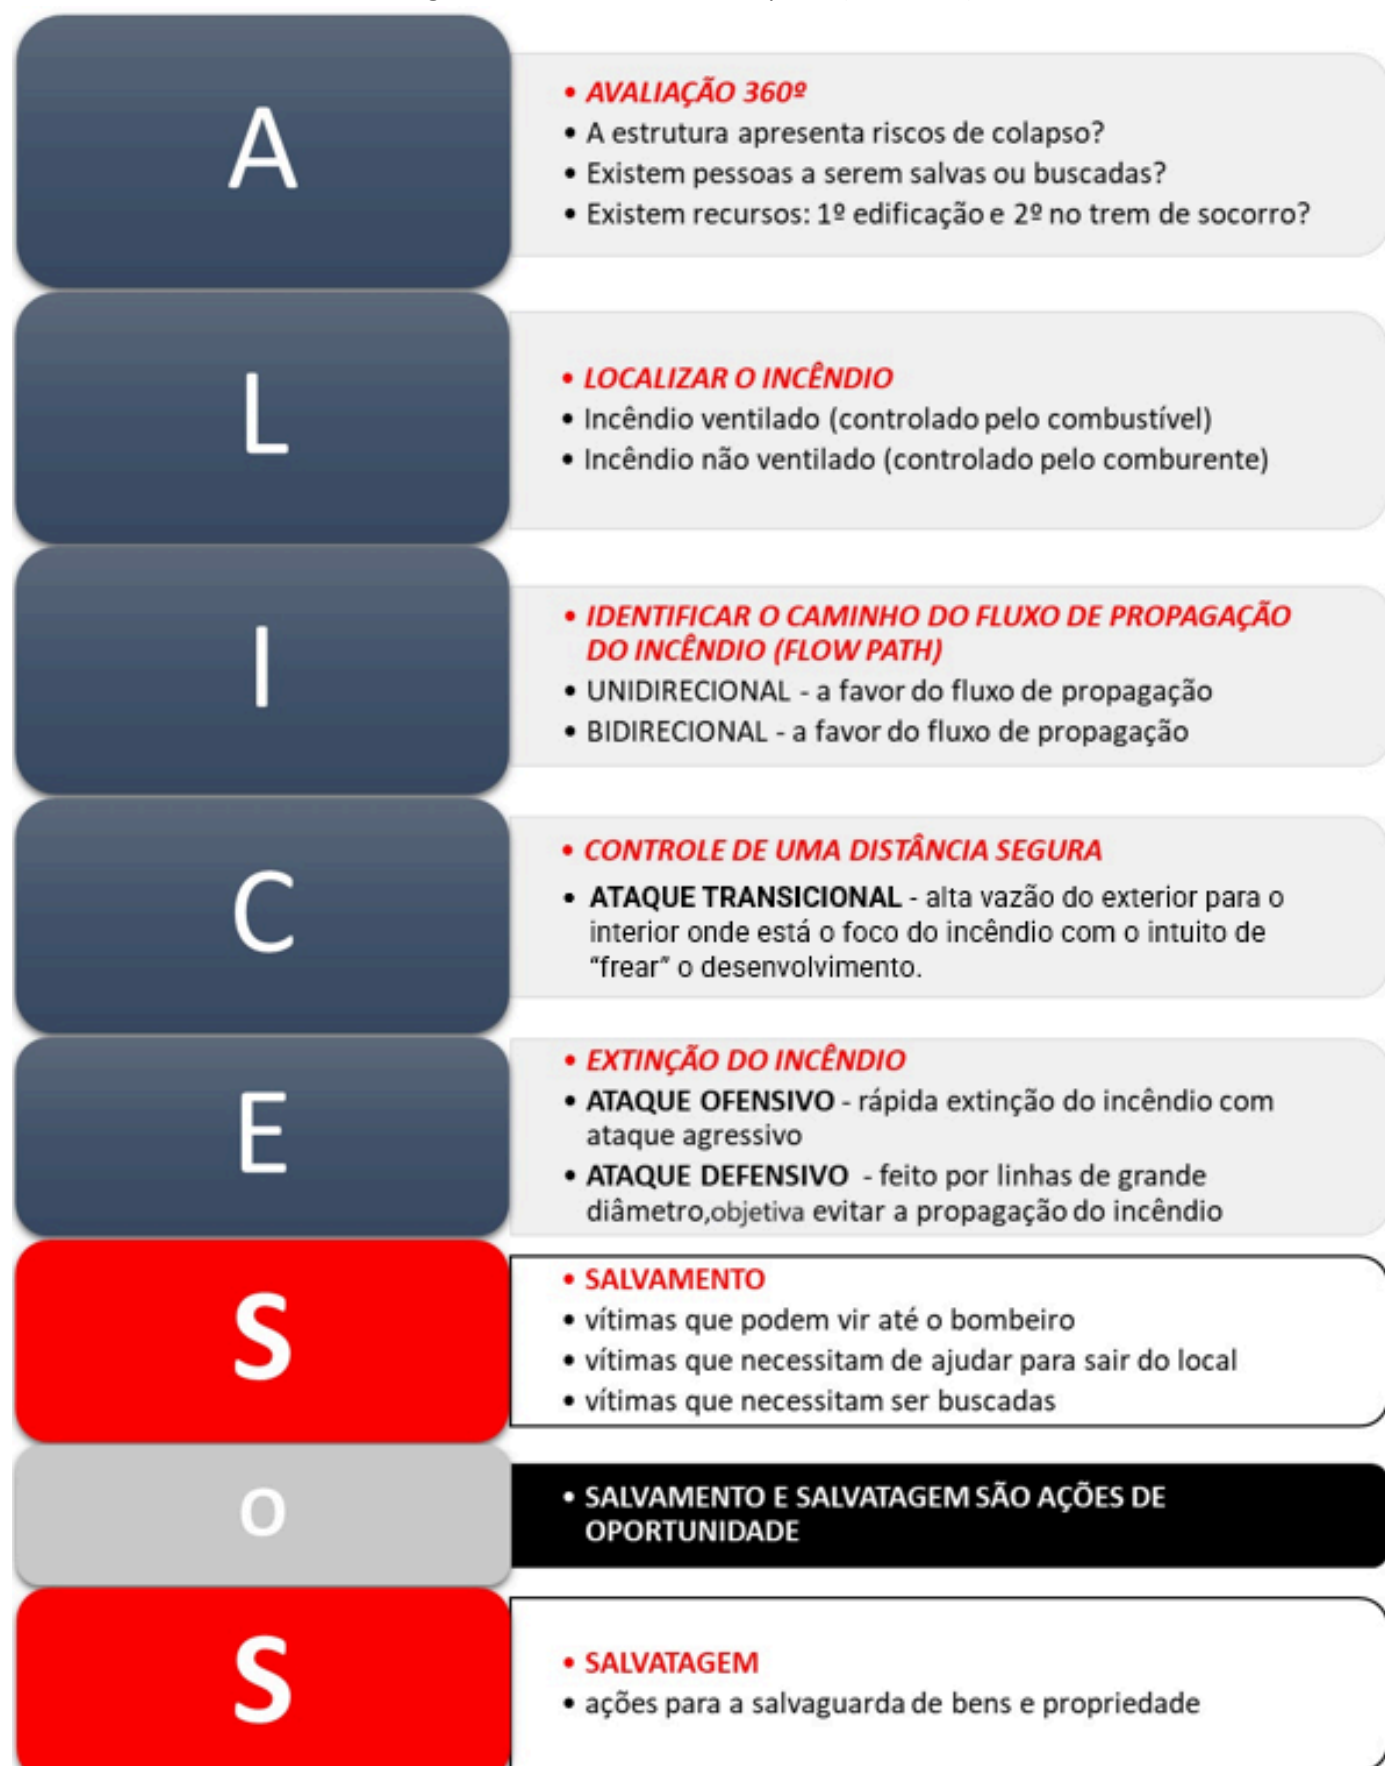 A
• AVALIAÇÃO 360º
• A estrutura apresenta riscos de colapso?
• Existem pessoas a serem salvas ou buscadas?
• Existem recursos: 1º edificação e 2º no trem de socorro?
L
• LOCALIZAR O INCÊNDIO
• Incêndio ventilado (controlado pelo combustível)
• Incêndio não ventilado (controlado pelo comburente)
I
• IDENTIFICAR O CAMINHO DO FLUXO DE PROPAGAÇÃO
DO INCÊNDIO (FLOW PATH)
• UNIDIRECIONAL - a favor do fluxo de propagação
• BIDIRECIONAL - a favor do fluxo de propagação
C
• CONTROLE DE UMA DISTÂNCIA SEGURA
• ATAQUE TRANSICIONAL - alta vazão do exterior para o
interior onde está o foco do incêndio com o intuito de
“frear” o desenvolvimento.
E
• EXTINÇÃO DO INCÊNDIO
• ATAQUE OFENSIVO - rápida extinção do incêndio com
ataque agressivo
• ATAQUE DEFENSIVO - feito por linhas de grande
diâmetro,objetiva evitar a propagação do incêndio
S
• SALVAMENTO
• vítimas que podem vir até o bombeiro
• vítimas que necessitam de ajudar para sair do local
• vítimas que necessitam ser buscadas
o
• SALVAMENTO E SALVATAGEM SÃO AÇÕES DE
OPORTUNIDADE
S
• SALVATAGEM
• ações para a salvaguarda de bens e propriedade